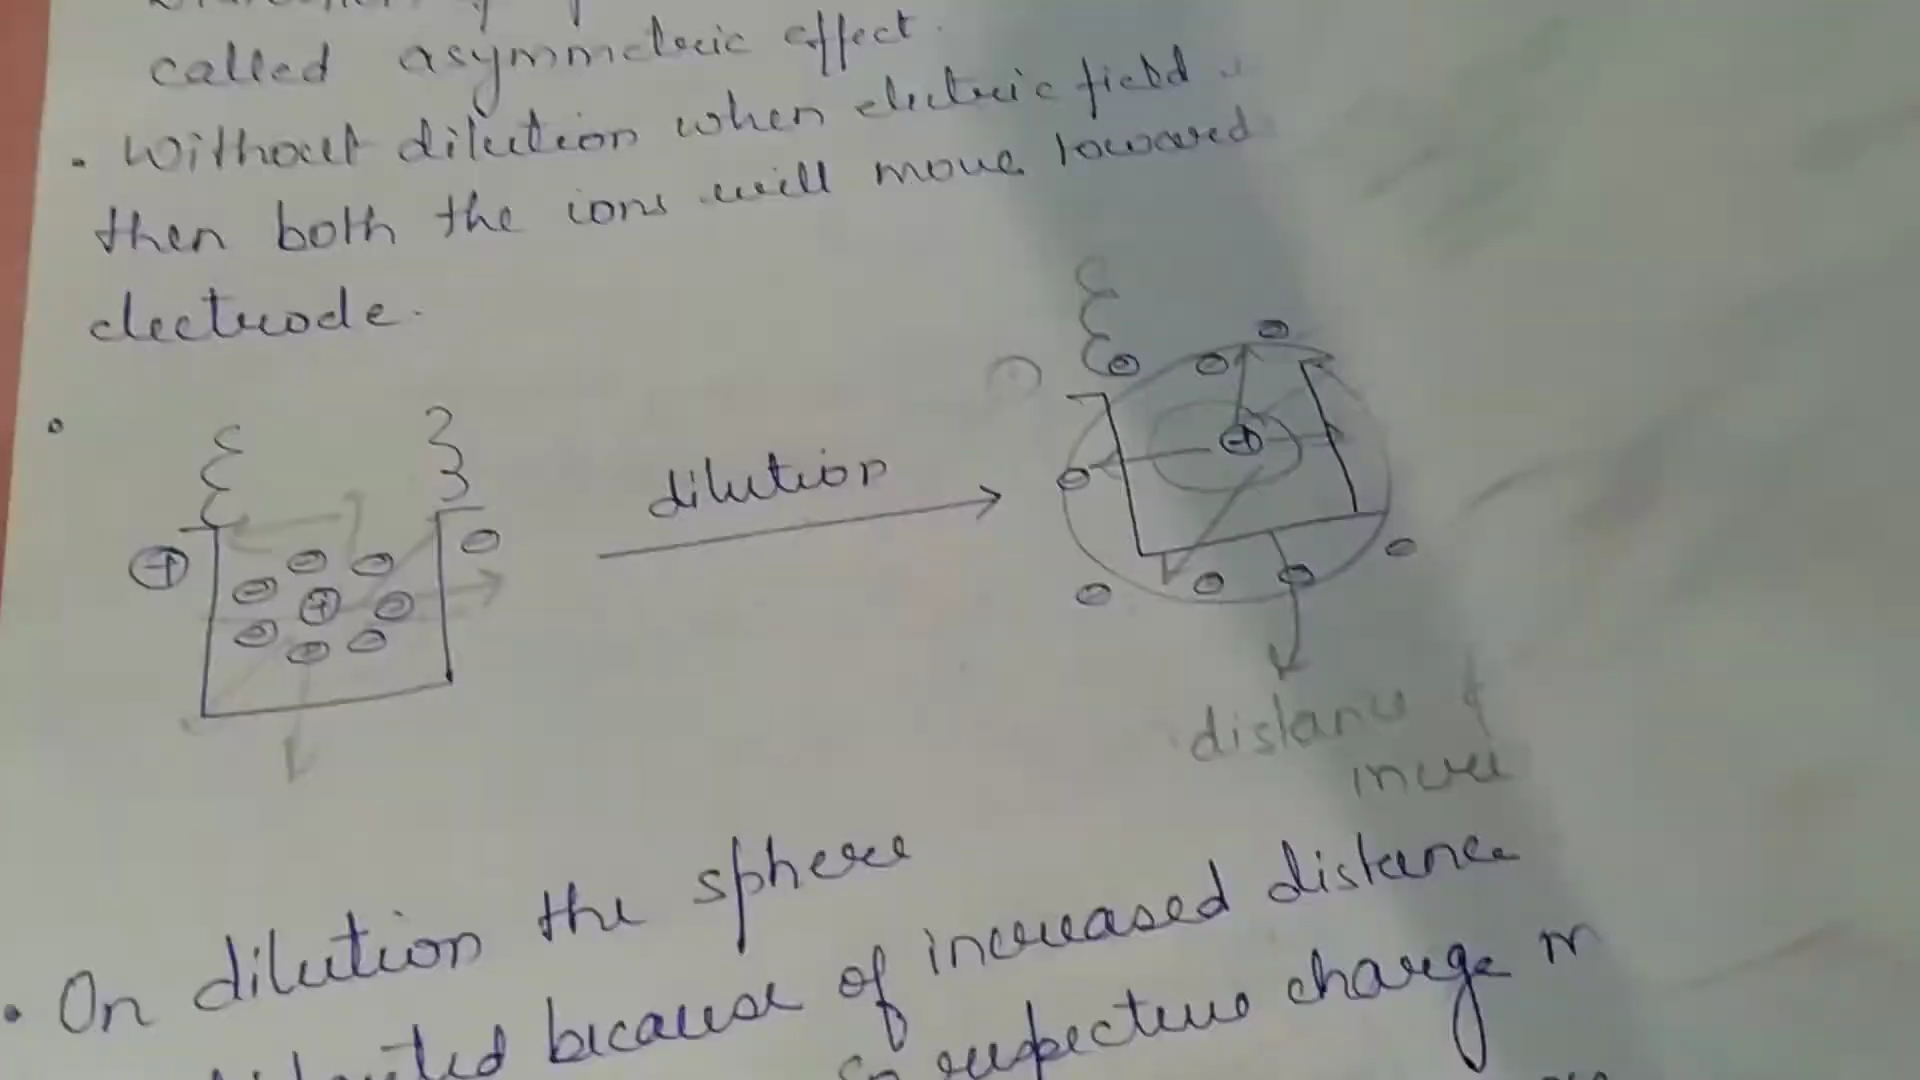 called asymmetric effect.
. Without dilution when electric field
then both the ions will move toward
electrode.
dilution
distance
On dilution the sphere
because of increased distance
respective charge